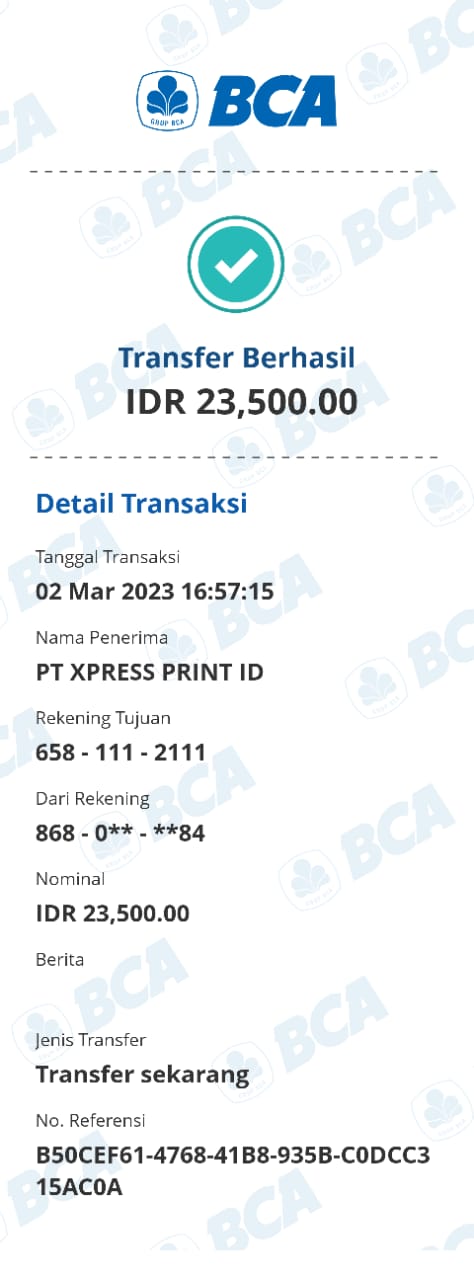 GRUP BCA
BCA
Transfer Berhasil
IDR 23,500.00
Detail Transaksi
Tanggal Transaksi
02 Mar 2023 16:57:15
Nama Penerima
PT XPRESS PRINT ID
Rekening Tujuan
658 - 111 - 2111
Dari Rekening
868 - 0** - **84
Nominal
IDR 23,500.00
Berita
Jenis Transfer
Transfer sekarang
No. Referensi
B50CEF61-4768-41B8-935B-C0DCC3
15AC0A